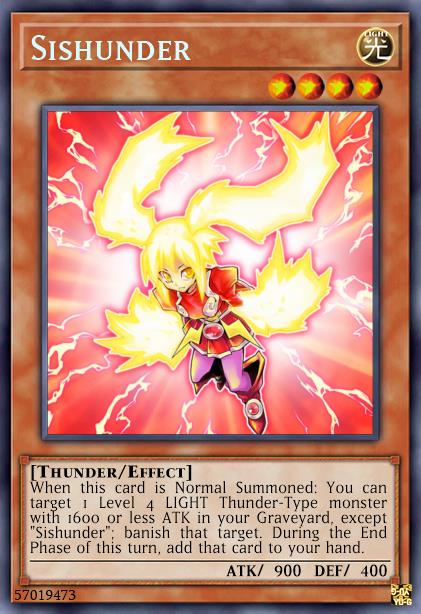 SISHUNDER
LIGHT
光
[THUNDER/EFFECT]
When this card is Normal Summoned: You can
target 1 Level 4 LIGHT Thunder-Type monster
with 1600 or less ATK in your Graveyard, except
"Sishunder"; banish that target. During the End
Phase of this turn, add that card to your hand.
ATK/ 900 DEF/ 400
57019473